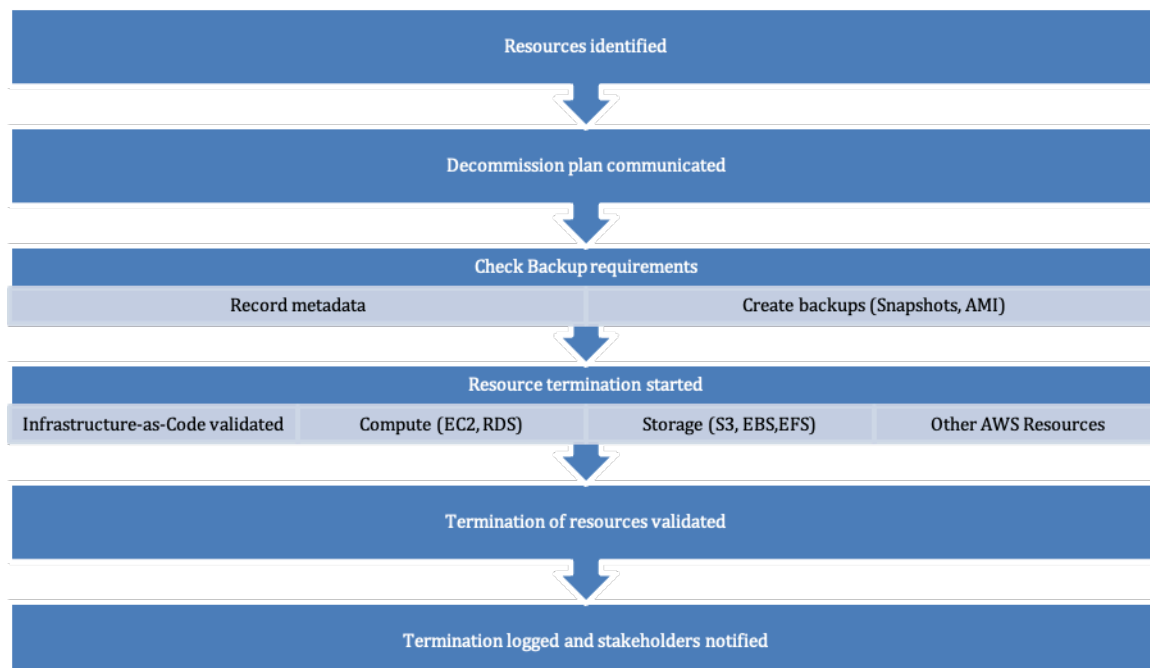 Resources identified
Decommission plan communicated
Check Backup requirements
Record metadata
Create backups (Snapshots, AMI)
Resource termination started
Infrastructure-as-Code validated
Compute (EC2, RDS)
Storage (S3, EBS,EFS)
Other AWS Resources
Termination of resources validated
Termination logged and stakeholders notified